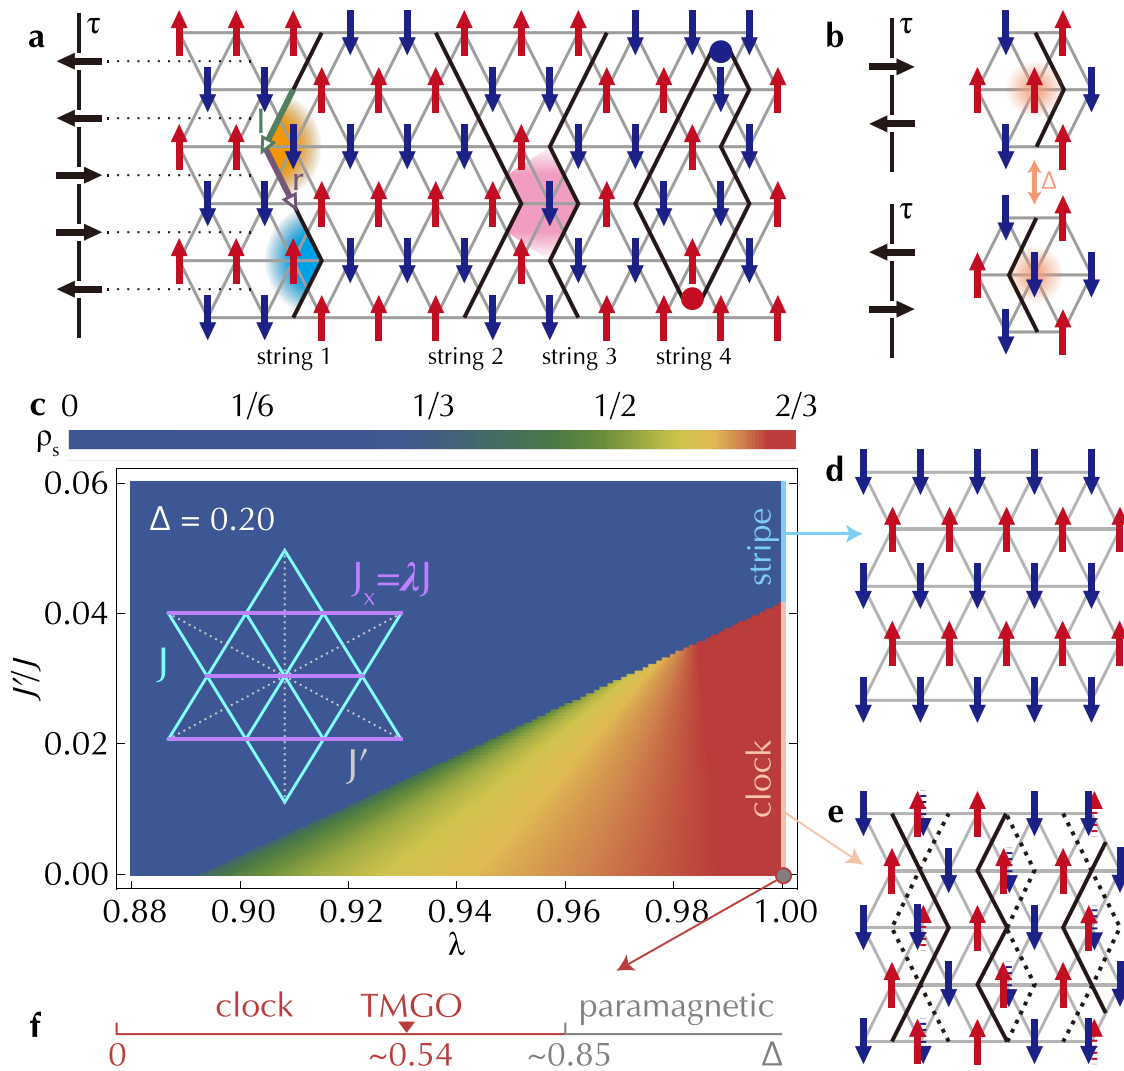 a
τ
l
r
string 1
string 2
string 3
string 4
b
τ
Δ
τ
c
0
1/6
1/3
1/2
2/3
ρs
0.06
0.04
0.02
0.00
J′/J
Δ = 0.20
Jx=λJ
J
J′
stripe
clock
0.88
0.90
0.92
0.94
0.96
0.98
1.00
λ
d
e
f
clock
TMGO
paramagnetic
0
~0.54
~0.85
Δ